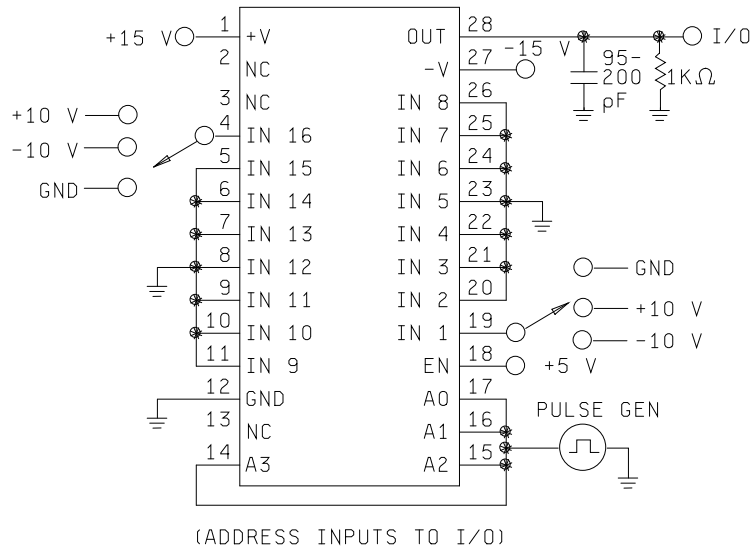 1 +V OUT 28 I/O
+15 V
2 NC -V 27 -15 V
95-
200
pF
1KΩ
3 NC IN 8 26
+10 V
4 IN 16 IN 7 25
-10 V
5 IN 15 IN 6 24
GND
6 IN 14 IN 5 23
7 IN 13 IN 4 22
8 IN 12 IN 3 21
GND
9 IN 11 IN 2 20
+10 V
10 IN 10 IN 1 19
-10 V
11 IN 9 EN 18
+5 V
12 GND A0 17
PULSE GEN
13 NC A1 16
14 A3 A2 15
(ADDRESS INPUTS TO I/O)